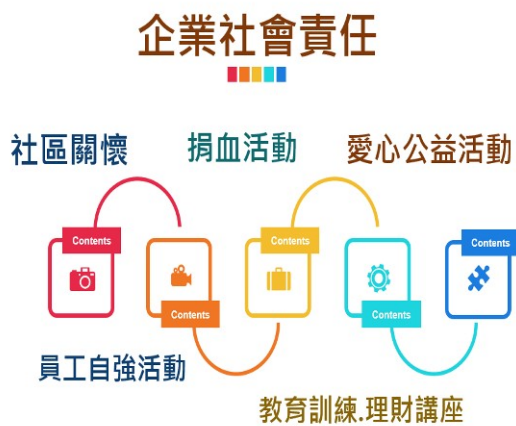 企業社會責任
社區關懷
捐血活動
愛心公益活動
Contents
Contents
Contents
Contents
Contents
員工自強活動
教育訓練.理財講座